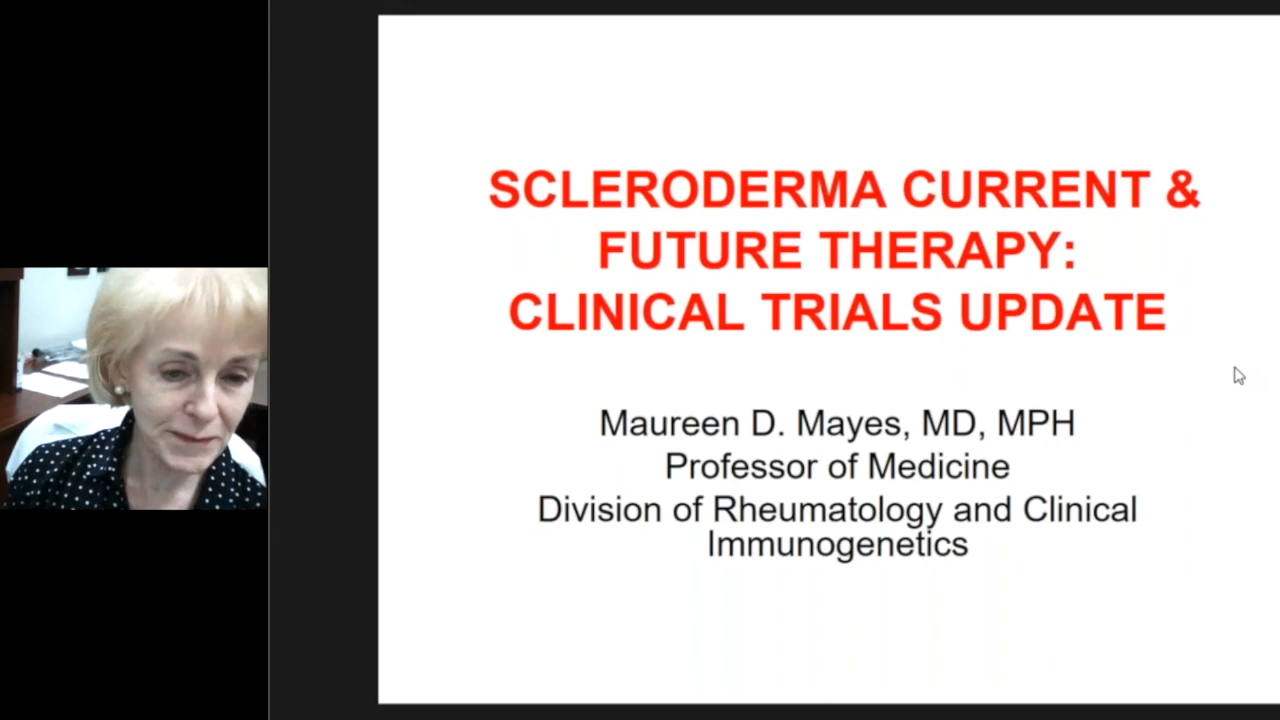 SCLERODERMA CURRENT &
FUTURE THERAPY:
CLINICAL TRIALS UPDATE
Maureen D. Mayes, MD, MPH
Professor of Medicine
Division of Rheumatology and Clinical
Immunogenetics